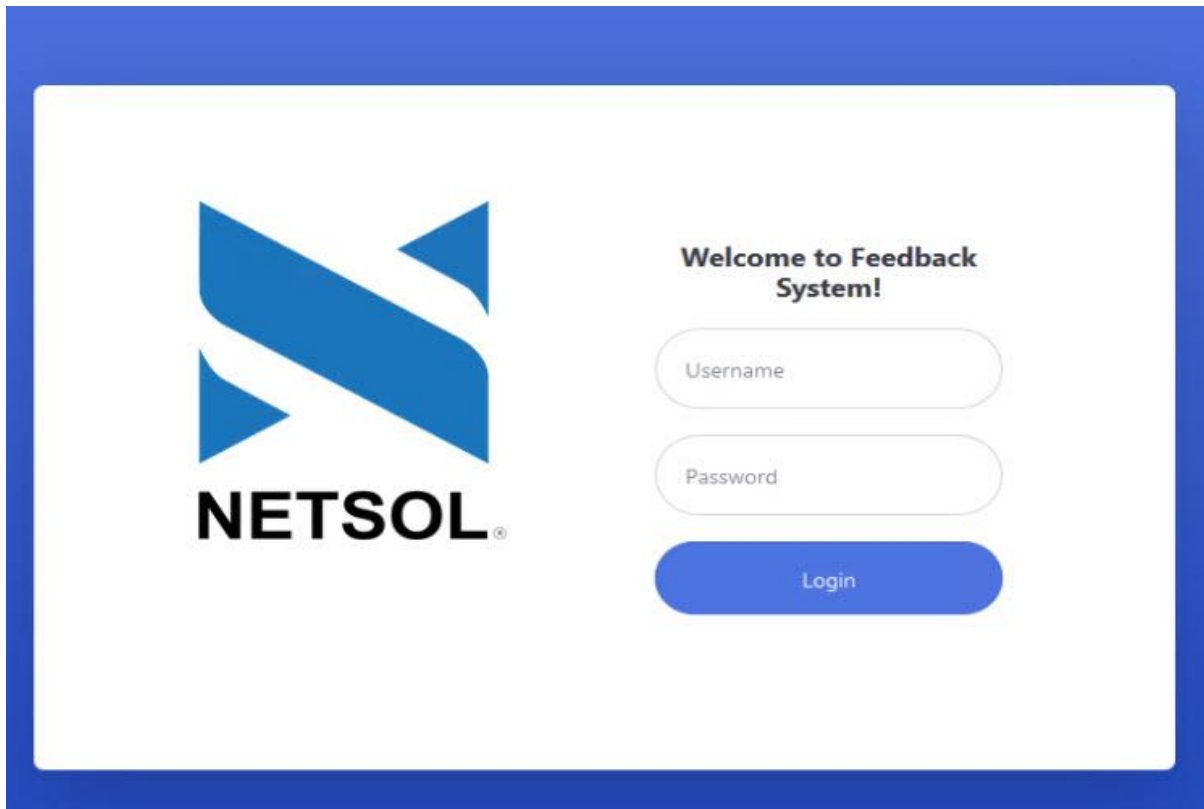 NETSOL®
Welcome to Feedback
System!
Username
Password
Login